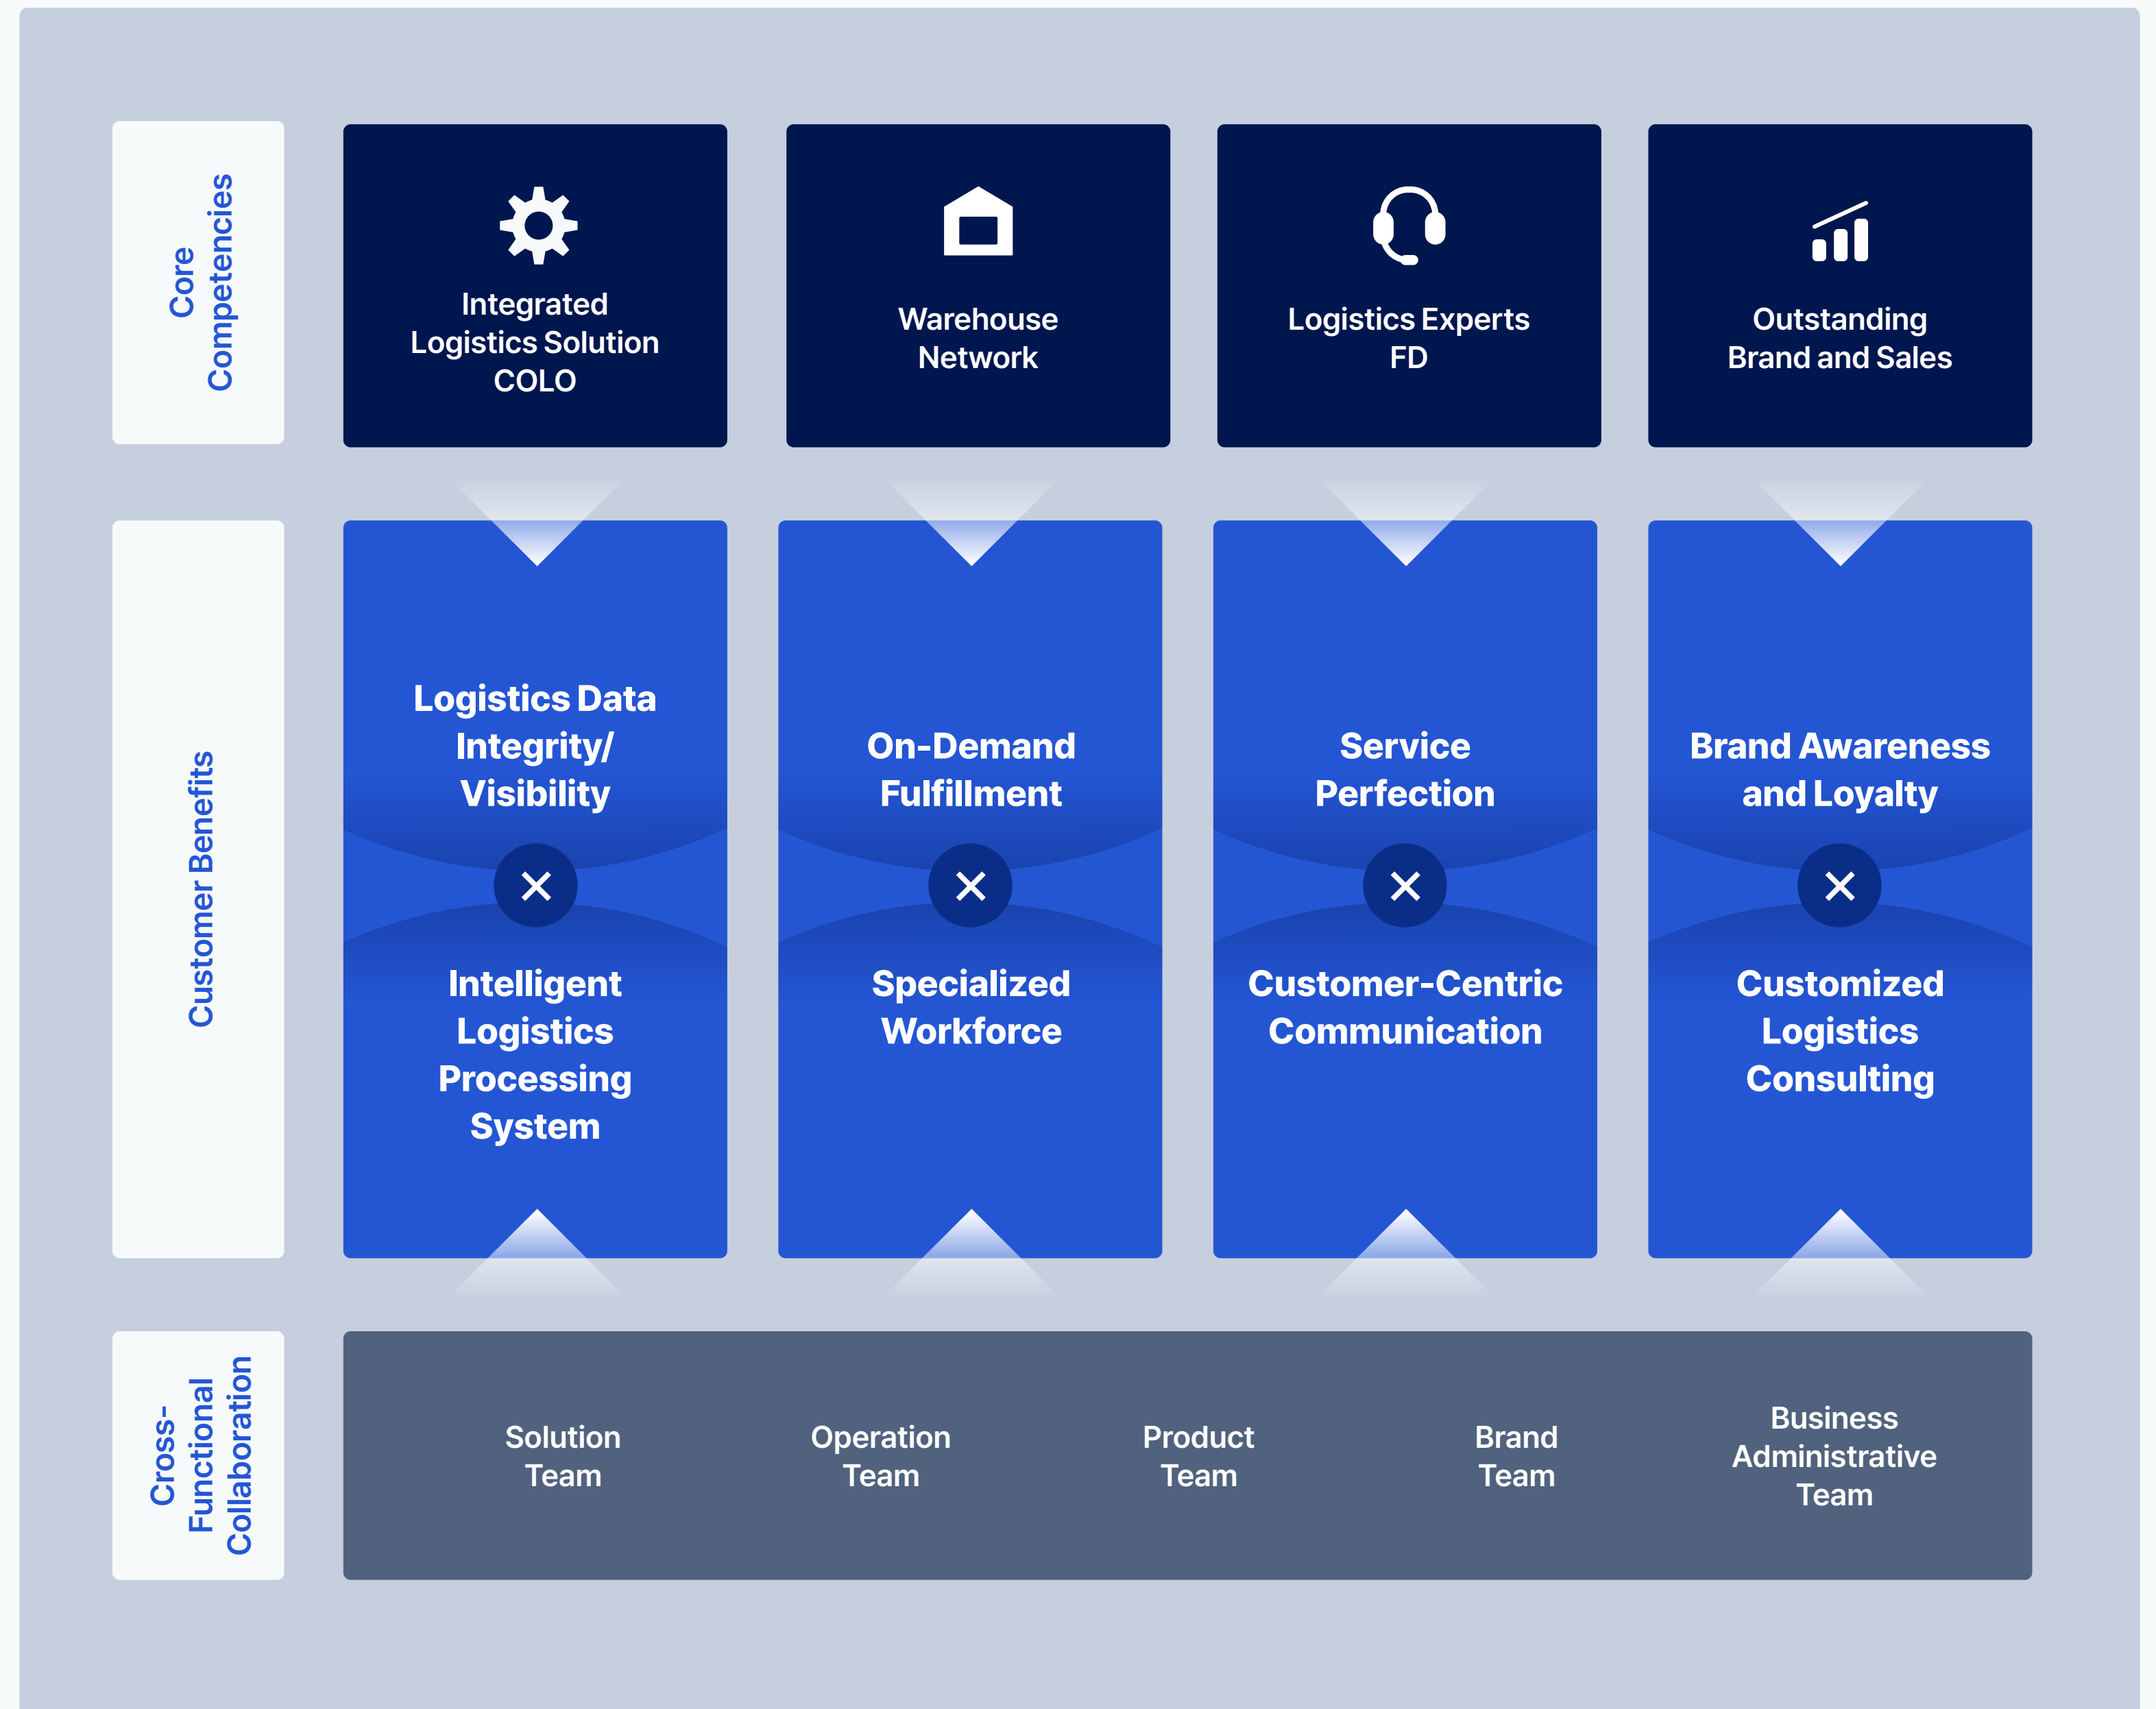 Core
Competencies
Integrated
Logistics Solution
COLO
Warehouse
Network
Logistics Experts
FD
Outstanding
Brand and Sales
Customer Benefits
Logistics Data
Integrity/
Visibility
Intelligent
Logistics
Processing
System
On-Demand
Fulfillment
Specialized
Workforce
Service
Perfection
Customer-Centric
Communication
Brand Awareness
and Loyalty
Customized
Logistics
Consulting
Cross-
Functional
Collaboration
Solution
Team
Operation
Team
Product
Team
Brand
Team
Business
Administrative
Team